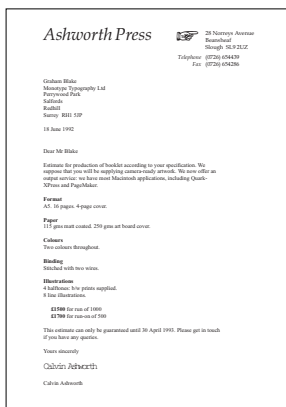 Ashworth Press
28 Norreys Avenue
Beansheaf
Slough SL9 2UZ
Telephone (0726) 654439
Fax (0726) 654286
Graham Blake
Monotype Typography Ltd
Perrywood Park
Salfords
Redhill
Surrey RH1 5JP
18 June 1992
Dear Mr Blake
Estimate for production of booklet according to your specification. We
suppose that you will be supplying camera-ready artwork. We now offer an
output service: we have most Macintosh applications, including Quark-
XPress and PageMaker.
Format
A5. 16 pages. 4-page cover.
Paper
115 gms matt coated. 250 gms art board cover.
Colours
Two colours throughout.
Binding
Stitched with two wires.
Illustrations
4 halftones: b/w prints supplied.
8 line illustrations.
£1500 for run of 1000
£3700 for run-on of 500
This estimate can only be guaranteed until 30 April 1993. Please get in touch
if you have any queries.
Yours sincerely
Calvin Ashworth
Calvin Ashworth